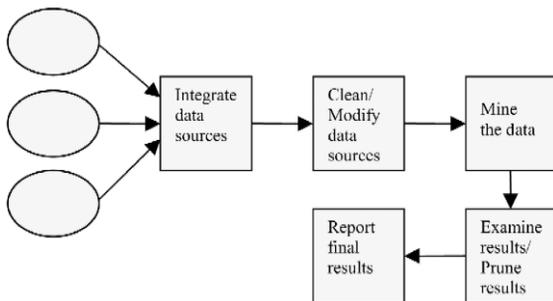 Integrate
data
sources
Clean/
Modify
data
sources
Mine
the data
Report
final
results
Examine
results/
Prune
results